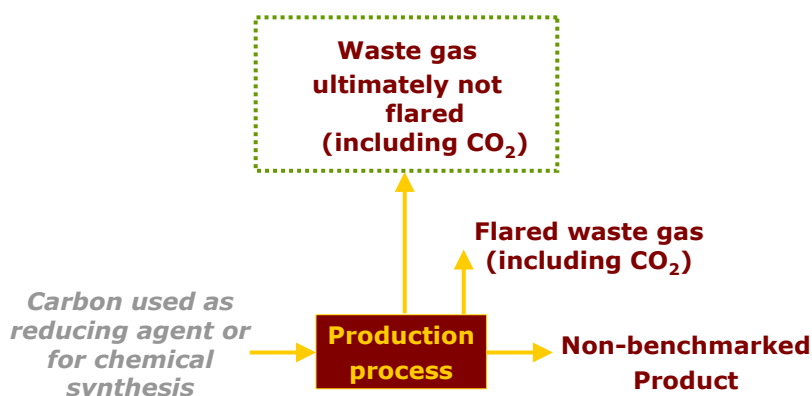 Waste gas
ultimately not
flared
(including CO₂)
Flared waste gas
(including CO₂)
Carbon used as
reducing agent or
for chemical
synthesis
Production
process
Non-benchmarked
Product